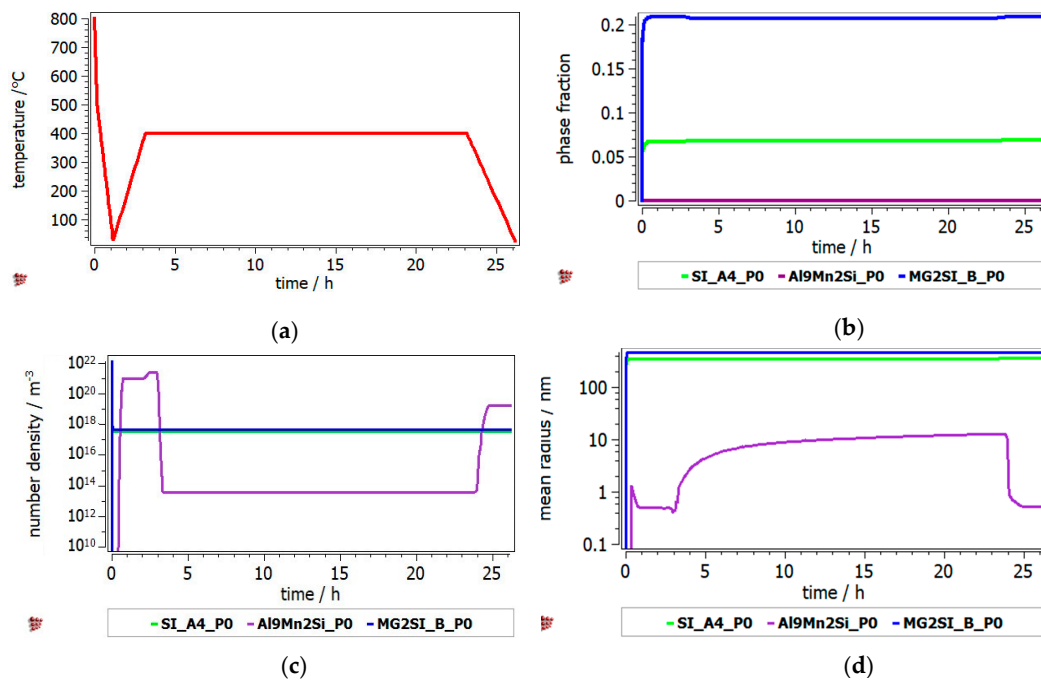 temperature /°C
800
700
600
500
400
300
200
100
0 5 10 15 20 25
time / h
(a)
phase fraction
0.2
0.15
0.1
0.05
0
0 5 10 15 20 25
time / h
SI_A4_P0 Al9Mn2Si_P0 MG2SI_B_P0
(b)
number density / m⁻³
10²²
10²⁰
10¹⁸
10¹⁶
10¹⁴
10¹²
10¹⁰
0 5 10 15 20 25
time / h
SI_A4_P0 Al9Mn2Si_P0 MG2SI_B_P0
(c)
mean radius / nm
100
10
1
0.1
0 5 10 15 20 25
time / h
SI_A4_P0 Al9Mn2Si_P0 MG2SI_B_P0
(d)